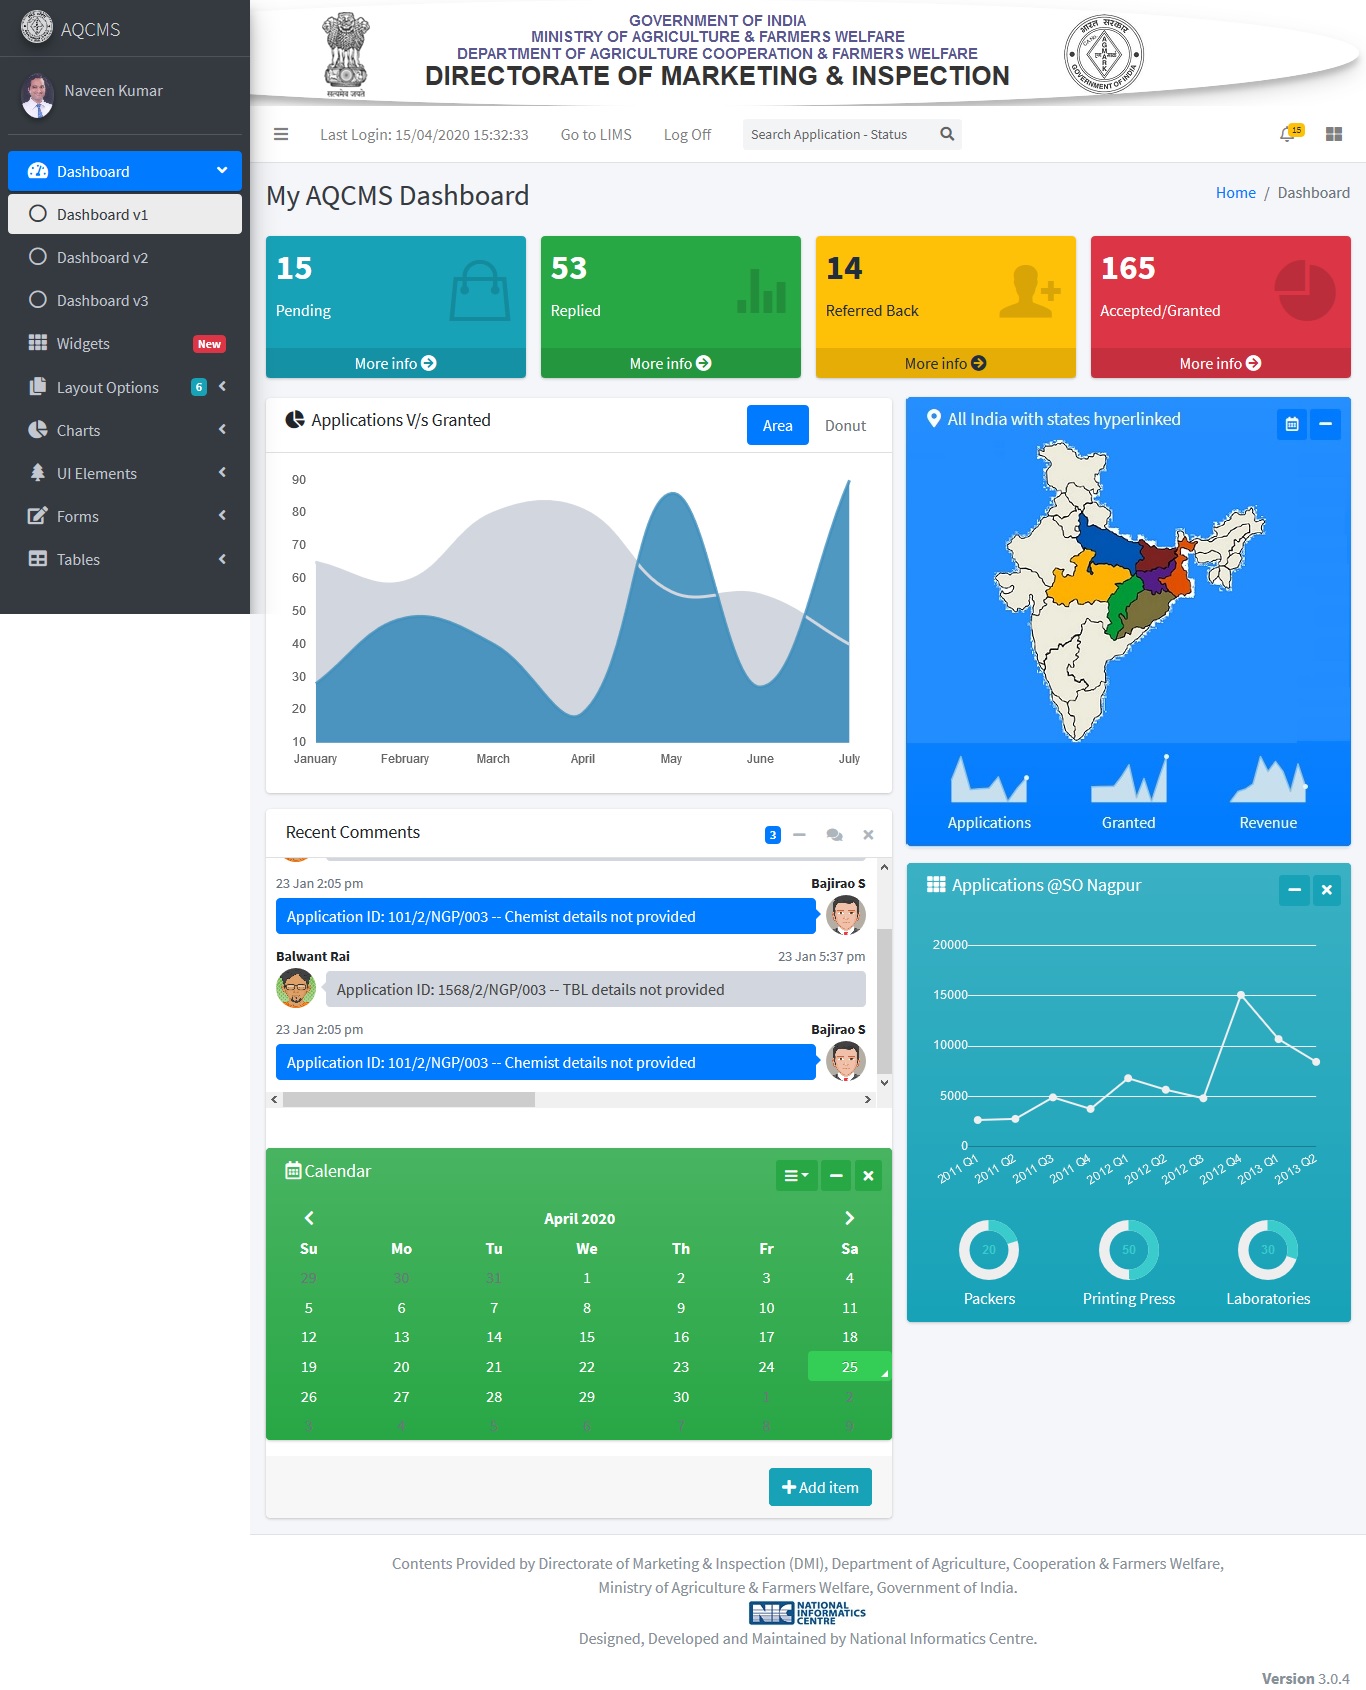 AQCMS
Naveen Kumar
Dashboard
Dashboard v1
Dashboard v2
Dashboard v3
Widgets New
Layout Options 6
Charts
UI Elements
Forms
Tables
सत्यमेव जयते
GOVERNMENT OF INDIA
MINISTRY OF AGRICULTURE & FARMERS WELFARE
DEPARTMENT OF AGRICULTURE COOPERATION & FARMERS WELFARE
DIRECTORATE OF MARKETING & INSPECTION
भारत सरकार
AGMARK
GOVERNMENT OF INDIA
Last Login: 15/04/2020 15:32:33 Go to LIMS Log Off Search Application - Status 15
My AQCMS Dashboard
Home / Dashboard
15
Pending
More info
53
Replied
More info
14
Referred Back
More info
165
Accepted/Granted
More info
Applications V/s Granted
Area Donut
90
80
70
60
50
40
30
20
10
January February March April May June July
All India with states hyperlinked
Applications Granted Revenue
Recent Comments 3
23 Jan 2:05 pm Bajirao S
Application ID: 101/2/NGP/003 -- Chemist details not provided
Balwant Rai 23 Jan 5:37 pm
Application ID: 1568/2/NGP/003 -- TBL details not provided
23 Jan 2:05 pm Bajirao S
Application ID: 101/2/NGP/003 -- Chemist details not provided
Applications @SO Nagpur
20000
15000
10000
5000
0
2011 Q1 2011 Q2 2011 Q3 2011 Q4 2012 Q1 2012 Q2 2012 Q3 2012 Q4 2013 Q1 2013 Q2
20 50 30
Packers Printing Press Laboratories
Calendar
April 2020
Su Mo Tu We Th Fr Sa
29 30 31 1 2 3 4
5 6 7 8 9 10 11
12 13 14 15 16 17 18
19 20 21 22 23 24 25
26 27 28 29 30 1 2
3 4 5 6 7 8 9
Add item
Contents Provided by Directorate of Marketing & Inspection (DMI), Department of Agriculture, Cooperation & Farmers Welfare,
Ministry of Agriculture & Farmers Welfare, Government of India.
NIC NATIONAL
INFORMATICS
CENTRE
Designed, Developed and Maintained by National Informatics Centre.
Version 3.0.4